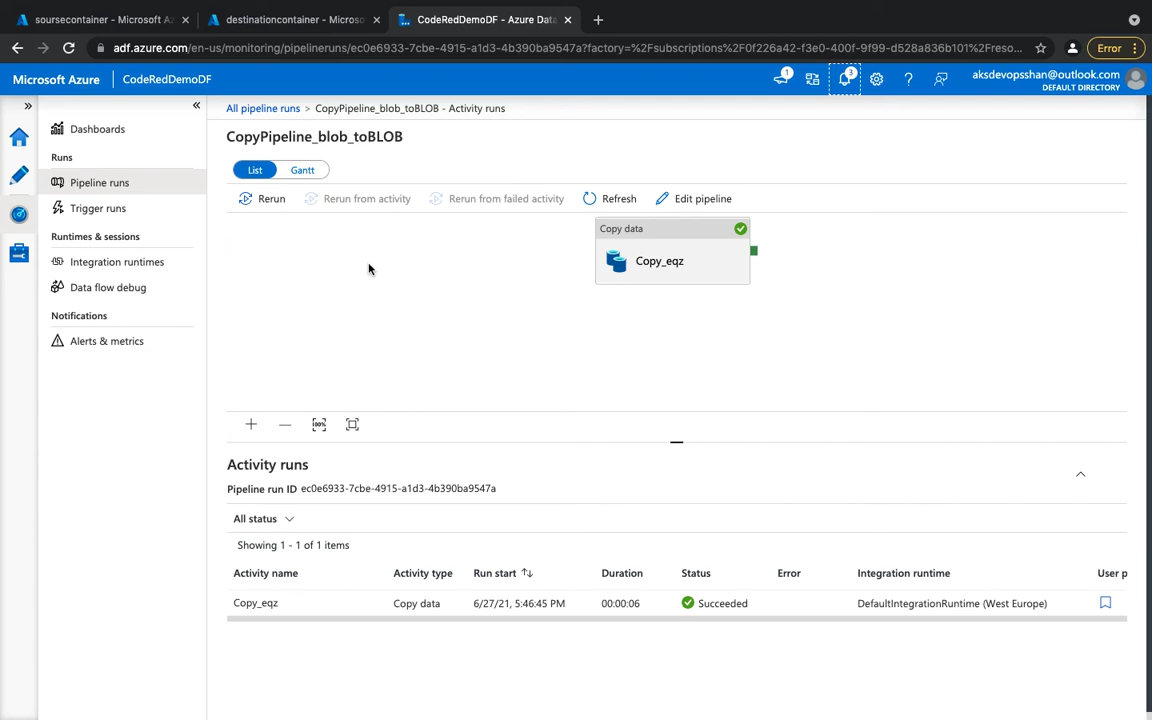 soursecontainer - Microsoft Az
destinationcontainer - Microso
CodeRedDemoDF - Azure Data
adf.azure.com/en-us/monitoring/pipelineruns/ec0e6933-7cbe-4915-a1d3-4b390ba9547a?factory=%2Fsubscriptions%2F0f226a42-f3e0-400f-9f99-d528a836b101%2Freso...
Error
Microsoft Azure
CodeRedDemoDF
1
3
aksdevopsshan@outlook.com
DEFAULT DIRECTORY
»
«
Dashboards
Runs
Pipeline runs
Trigger runs
Runtimes & sessions
Integration runtimes
Data flow debug
Notifications
Alerts & metrics
All pipeline runs > CopyPipeline_blob_toBLOB - Activity runs
CopyPipeline_blob_toBLOB
List Gantt
Rerun Rerun from activity Rerun from failed activity Refresh Edit pipeline
Copy data
Copy_eqz
Activity runs
Pipeline run ID ec0e6933-7cbe-4915-a1d3-4b390ba9547a
All status
Showing 1 - 1 of 1 items
Activity name Activity type Run start Duration Status Error Integration runtime User p
Copy_eqz Copy data 6/27/21, 5:46:45 PM 00:00:06 Succeeded DefaultIntegrationRuntime (West Europe)